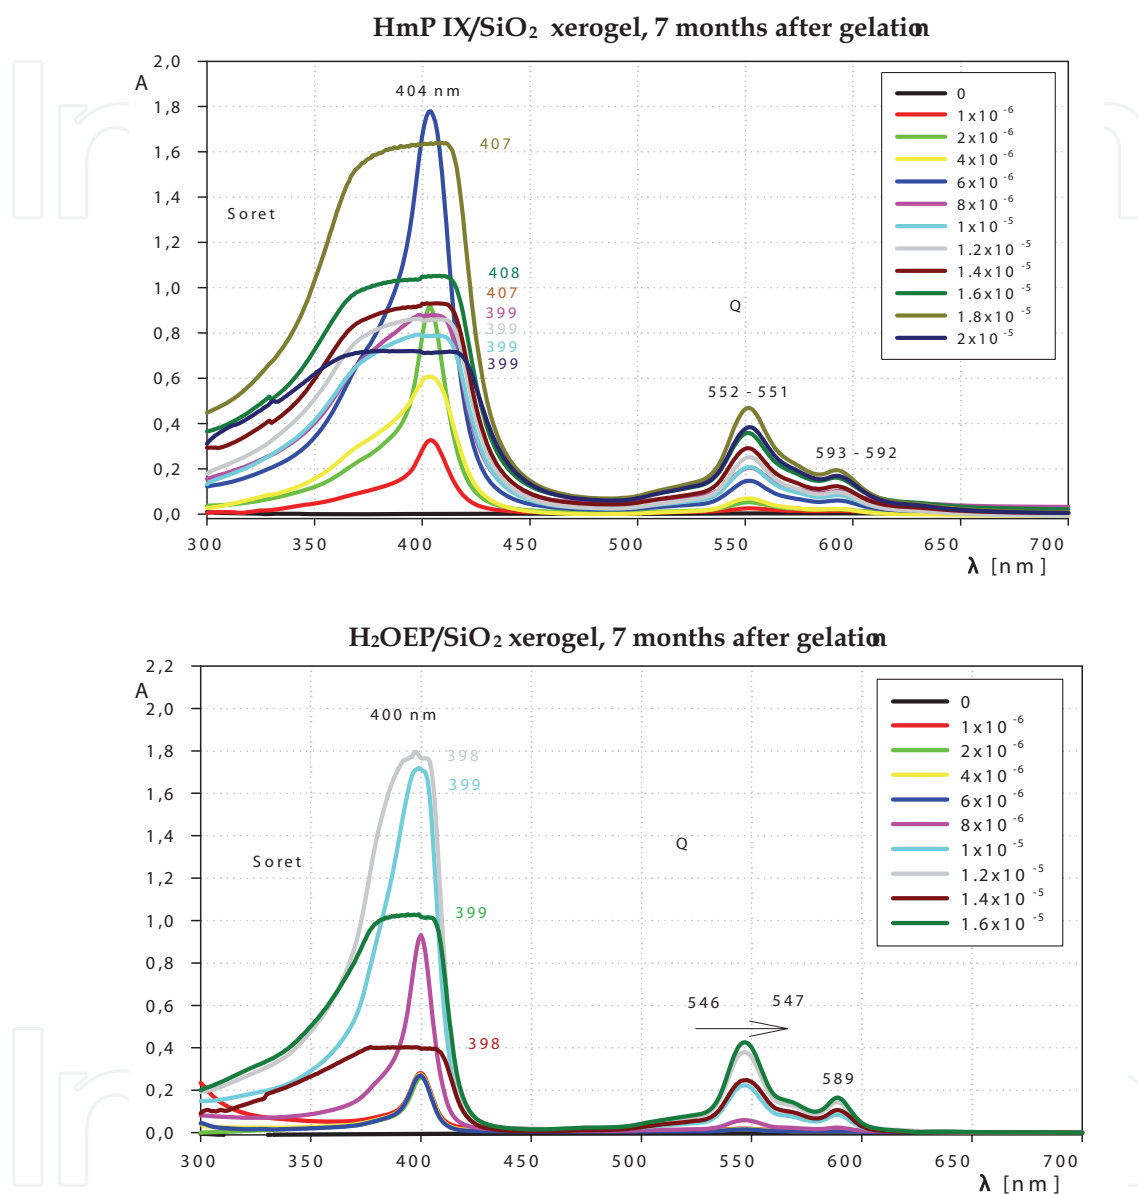 HmP IX/SiO2 xerogel, 7 months after gelation
2,0
A
404 nm
1,8
1,6
407
1,4
Soret
1,2
408
1,0
407
399
0,8
399
399
399
0,6
Q
552 - 551
0,4
593 - 592
0,2
0,0
0
1x10 -6
2x10 -6
4x10 -6
6x10 -6
8x10 -6
1x10 -5
1.2x10 -5
1.4x10 -5
1.6x10 -5
1.8x10 -5
2x10 -5
300 350 400 450 500 550 600 650 700
λ [nm]
H2OEP/SiO2 xerogel, 7 months after gelation
2,2
A
2,0
400 nm
1,8
398
399
1,6
1,4
Soret
Q
1,2
1,0
399
0,8
0,6
546 547
0,4
398
589
0,2
0,0
0
1x10 -6
2x10 -6
4x10 -6
6x10 -6
8x10 -6
1x10 -5
1.2x10 -5
1.4x10 -5
1.6x10 -5
300 350 400 450 500 550 600 650 700
λ [nm]